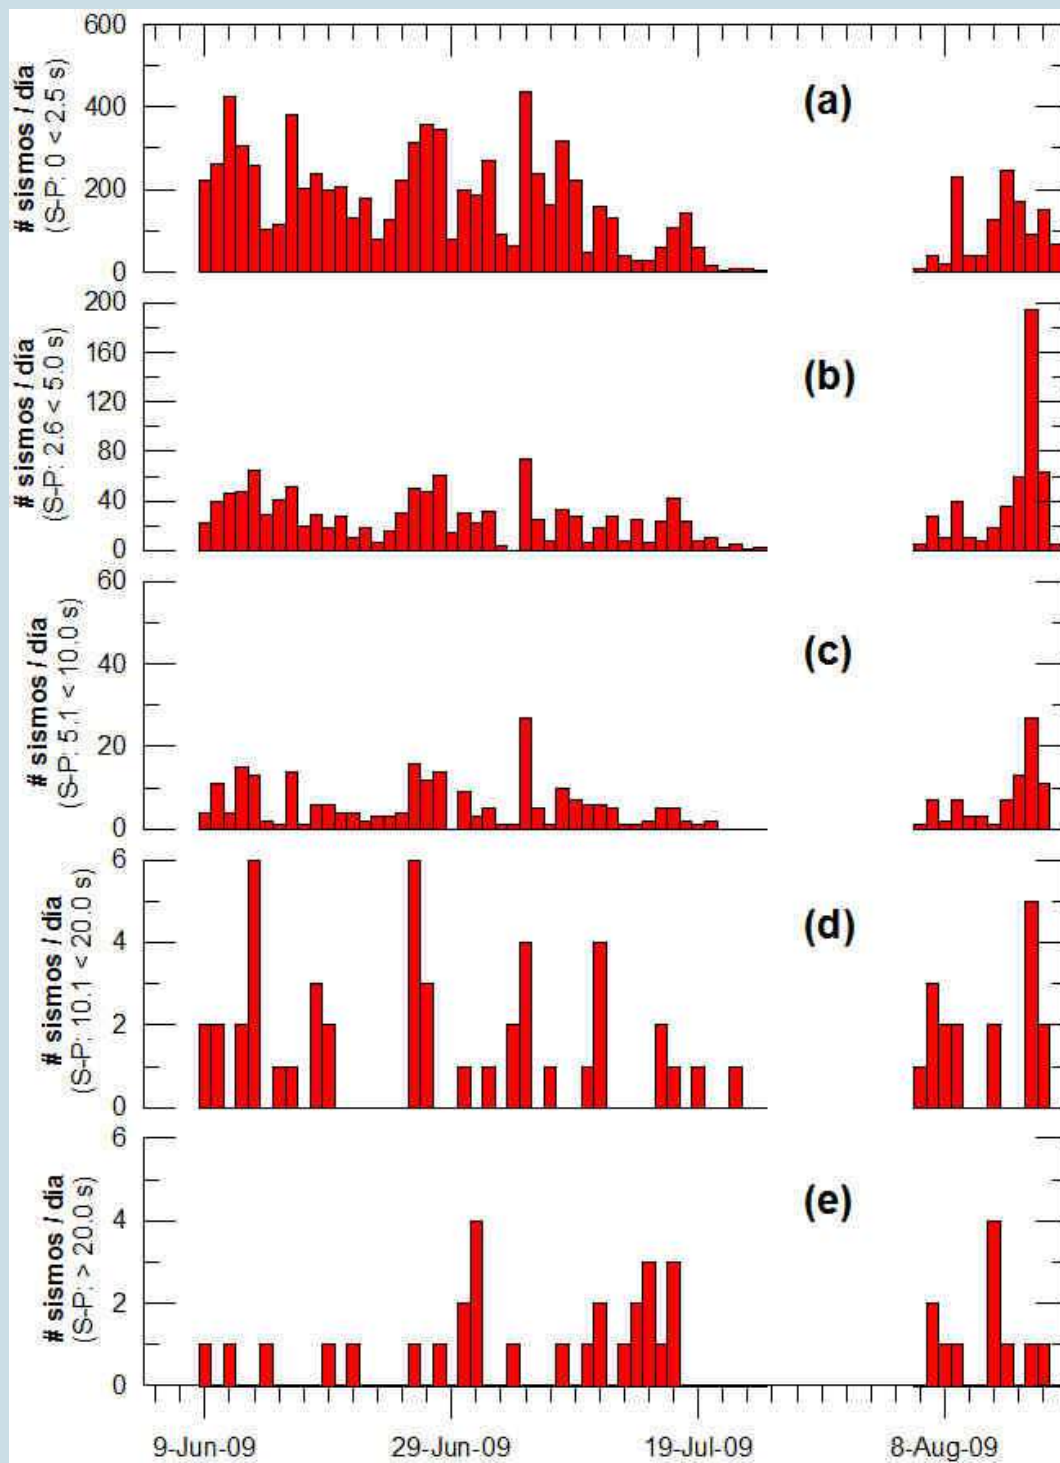 600
400
200
0
# sismos / día
(S-P: 0 < 2.5 s)
(a)
200
160
120
80
40
0
# sismos / día
(S-P: 2.6 < 5.0 s)
(b)
60
40
20
0
# sismos / día
(S-P: 5.1 < 10.0 s)
(c)
6
4
2
0
# sismos / día
(S-P: 10.1 < 20.0 s)
(d)
6
4
2
0
# sismos / día
(S-P: > 20.0 s)
(e)
9-Jun-09 29-Jun-09 19-Jul-09 8-Aug-09